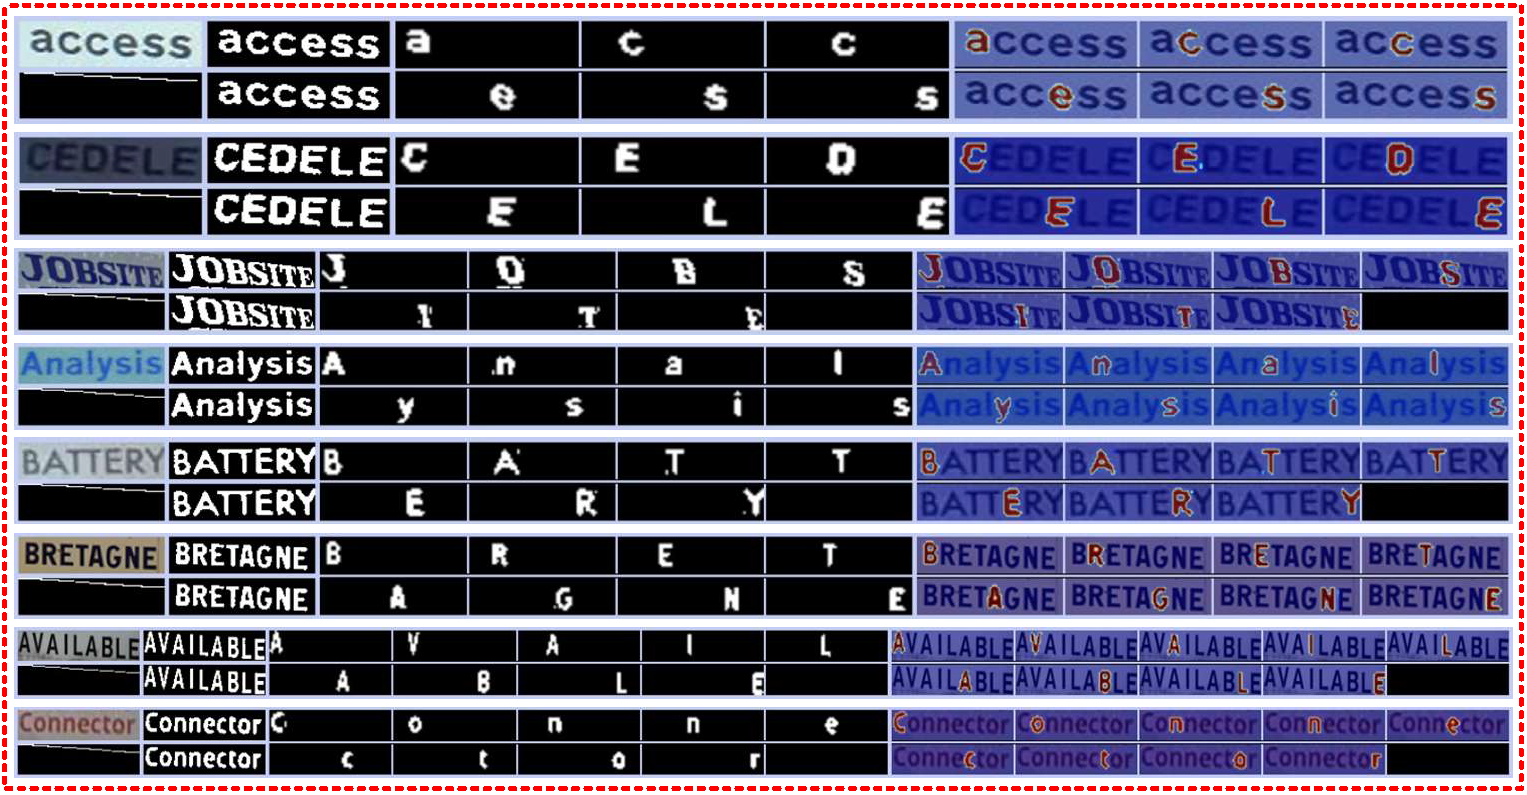 access access a c c access access access
access e s s access access access
CEDELE CEDELE C E D CEDELE CEDELE CEDELE
CEDELE E L E CEDELE CEDELE CEDELE
JOBSITE JOBSITE J O B S JOBSITE JOBSITE JOBSITE JOBSITE
JOBSITE I T E JOBSITE JOBSITE JOBSITE
Analysis Analysis A n a l Analysis Analysis Analysis Analysis
Analysis y s i s Analysis Analysis Analysis Analysis
BATTERY BATTERY B A T T BATTERY BATTERY BATTERY BATTERY
BATTERY E R Y BATTERY BATTERY BATTERY
BRETAGNE BRETAGNE B R E T BRETAGNE BRETAGNE BRETAGNE BRETAGNE
BRETAGNE A G N E BRETAGNE BRETAGNE BRETAGNE BRETAGNE
AVAILABLE AVAILABLE A V A I L AVAILABLE AVAILABLE AVAILABLE AVAILABLE AVAILABLE
AVAILABLE A B L E AVAILABLE AVAILABLE AVAILABLE AVAILABLE
Connector Connector C o n n e Connector Connector Connector Connector Connector
Connector c t o r Connector Connector Connector Connector